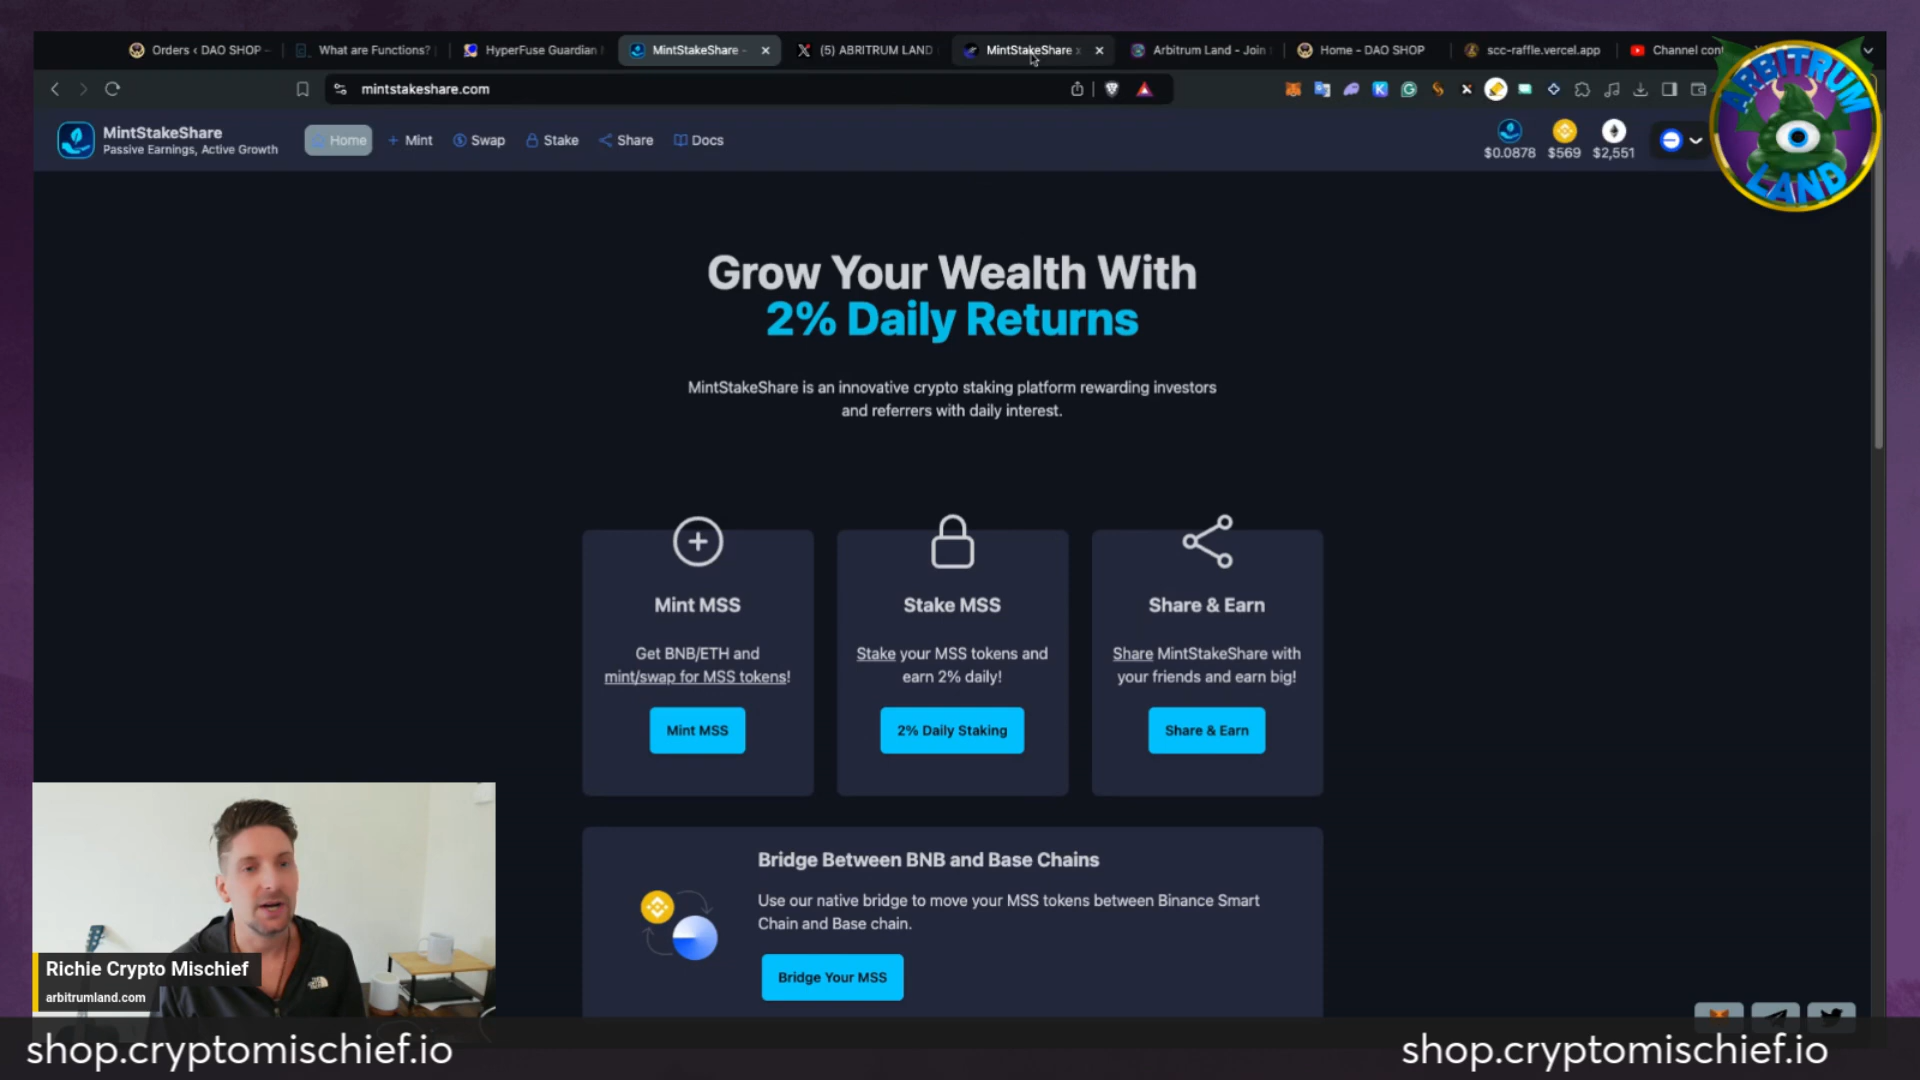 Orders ‹ DAO SHOP –
What are Functions?
HyperFuse Guardian
MintStakeShare -
(5) ABRITRUM LAND
MintStakeShare
Arbitrum Land - Join
Home - DAO SHOP
scc-raffle.vercel.app
Channel cont
mintstakeshare.com
ARBITRUM
LAND
MintStakeShare
Passive Earnings, Active Growth
Home
Mint
Swap
Stake
Share
Docs
$0.0878
$569
$2,551
Grow Your Wealth With
2% Daily Returns
MintStakeShare is an innovative crypto staking platform rewarding investors
and referrers with daily interest.
Mint MSS
Get BNB/ETH and
mint/swap for MSS tokens!
Mint MSS
Stake MSS
Stake your MSS tokens and
earn 2% daily!
2% Daily Staking
Share & Earn
Share MintStakeShare with
your friends and earn big!
Share & Earn
Bridge Between BNB and Base Chains
Use our native bridge to move your MSS tokens between Binance Smart
Chain and Base chain.
Bridge Your MSS
Richie Crypto Mischief
arbitrumland.com
shop.cryptomischief.io
shop.cryptomischief.io